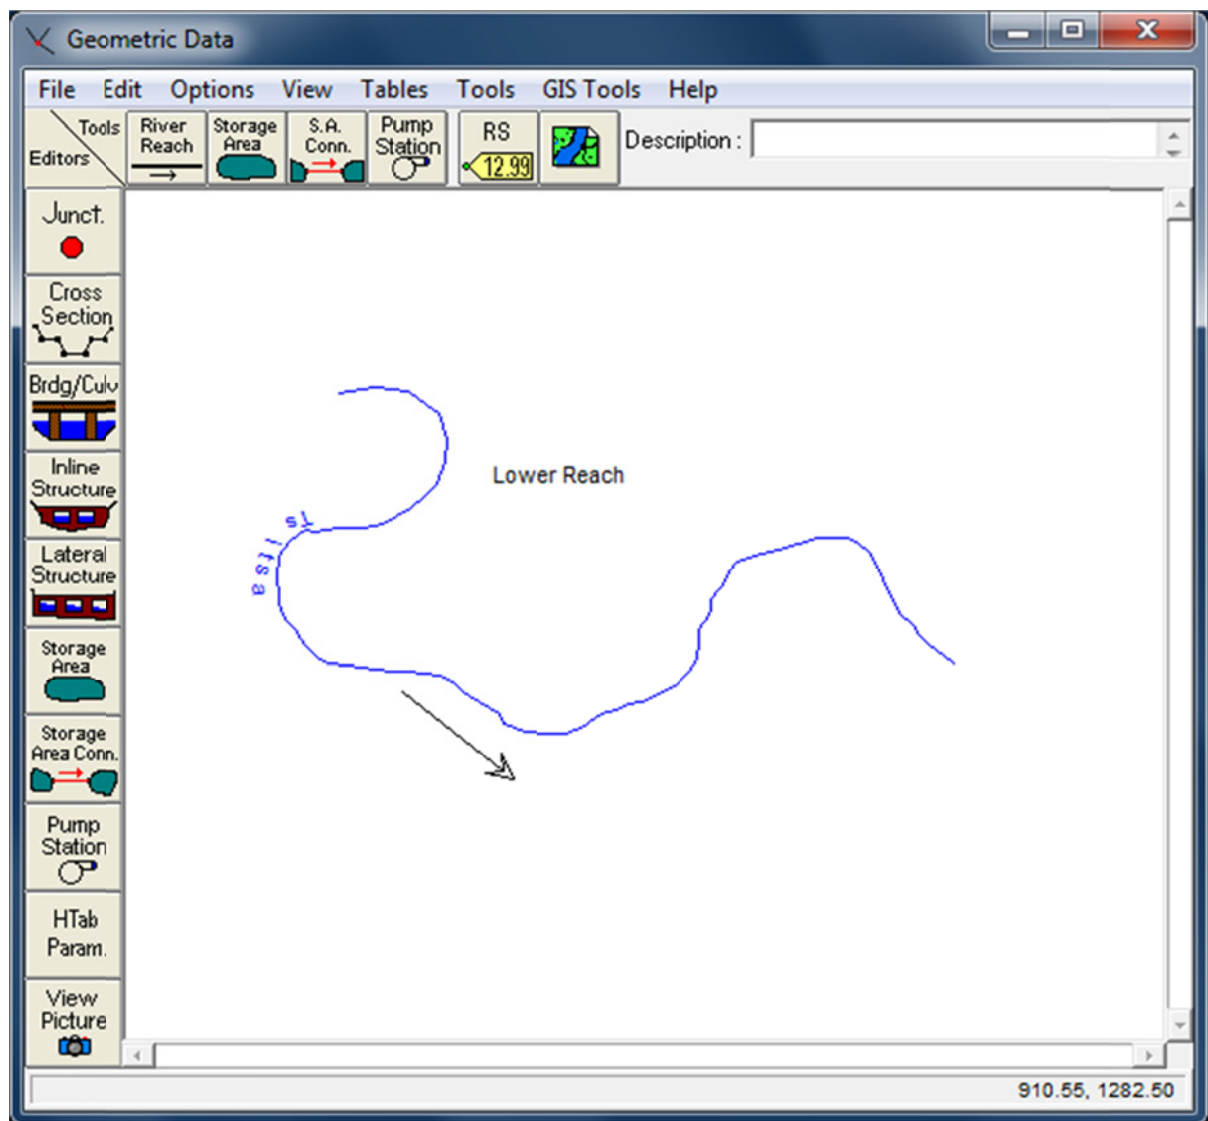 Geometric Data
File Edit Options View Tables Tools GIS Tools Help
Tools
Editors
River
Reach
Storage
Area
S.A.
Conn.
Pump
Station
RS
12.99
Description :
Junct.
Cross
Section
Brdg/Culv
Inline
Structure
Lateral
Structure
Storage
Area
Storage
Area Conn.
Pump
Station
HTab
Param.
View
Picture
Lower Reach
910.55, 1282.50